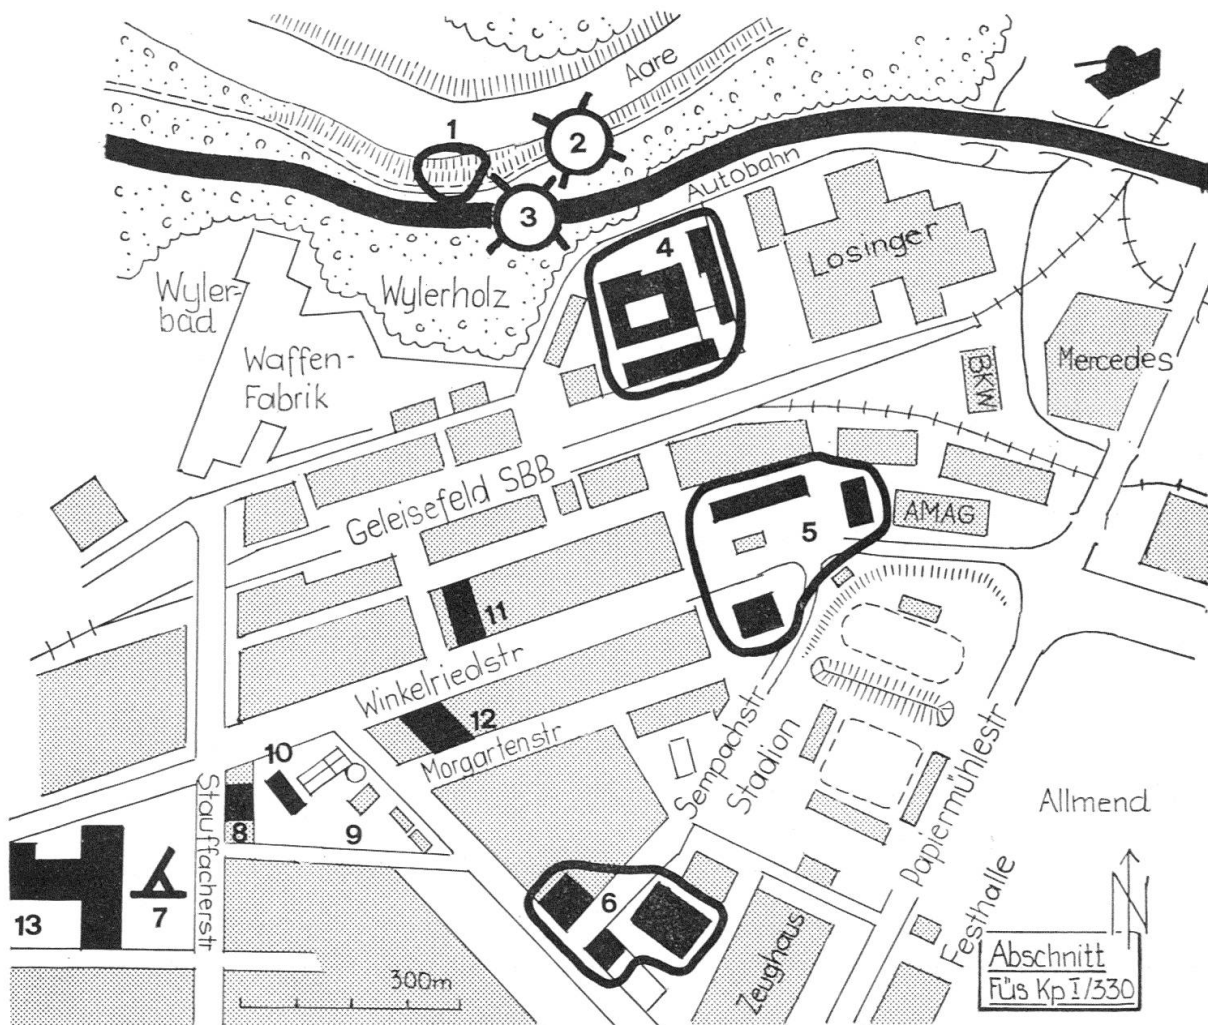 Aare
1
2
3
Autobahn
4
Losinger
Wyler-
bad
Wylerholz
Waffen-
Fabrik
Mercedes
BKW
Geleisefeld SBB
5
AMAG
11
Winkelriedstr
12
Morgartenstr
10
Sempachstr
Stadion
Papiermühlestr
Allmend
Stauffacherstr
8
9
13
7
6
Zeughaus
Festhalle
N
300m
Abschnitt
Füs Kp I/330